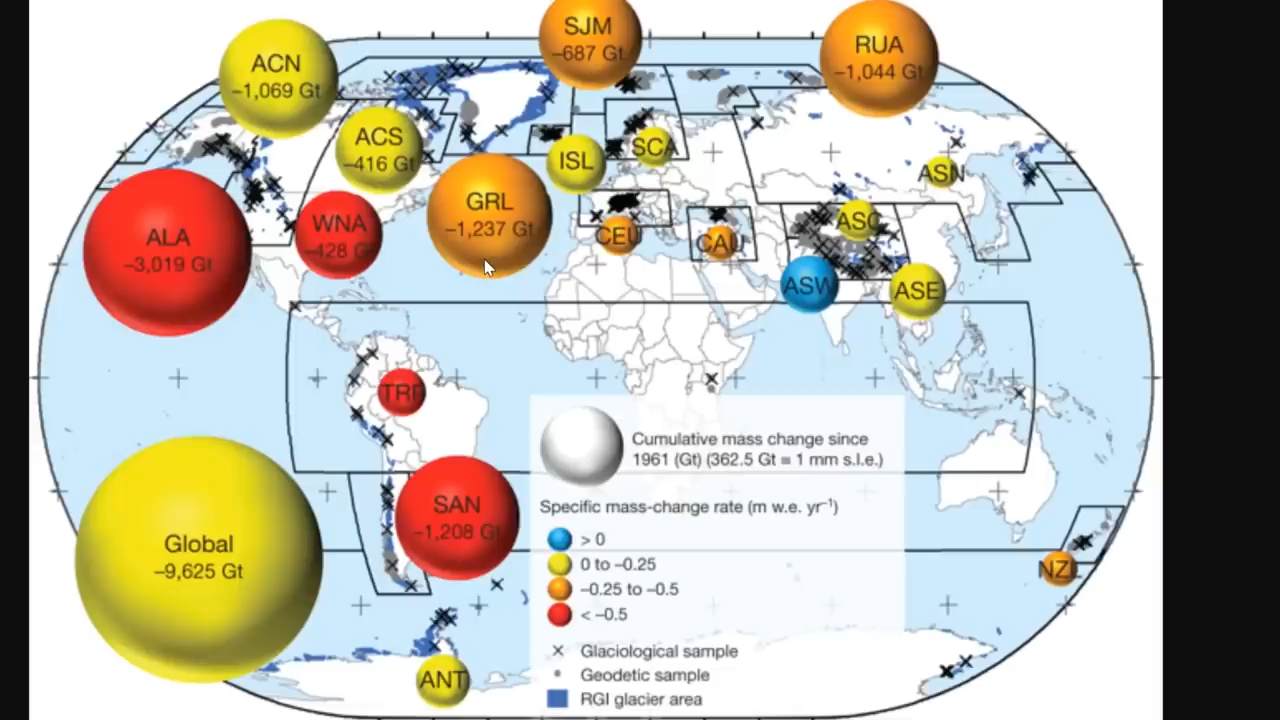 SJM
−687 Gt
RUA
−1,044 Gt
ACN
−1,069 Gt
ACS
−416 Gt
ISL
SCA
ASN
GRL
−1,237 Gt
WNA
−428 Gt
ALA
−3,019 Gt
CEU
CAU
ASC
ASW
ASE
TRP
Cumulative mass change since
1961 (Gt) (362.5 Gt = 1 mm s.l.e.)
SAN
−1,208 Gt
Specific mass-change rate (m w.e. yr⁻¹)
> 0
0 to −0.25
−0.25 to −0.5
< −0.5
Global
−9,625 Gt
NZL
Glaciological sample
Geodetic sample
RGI glacier area
ANT